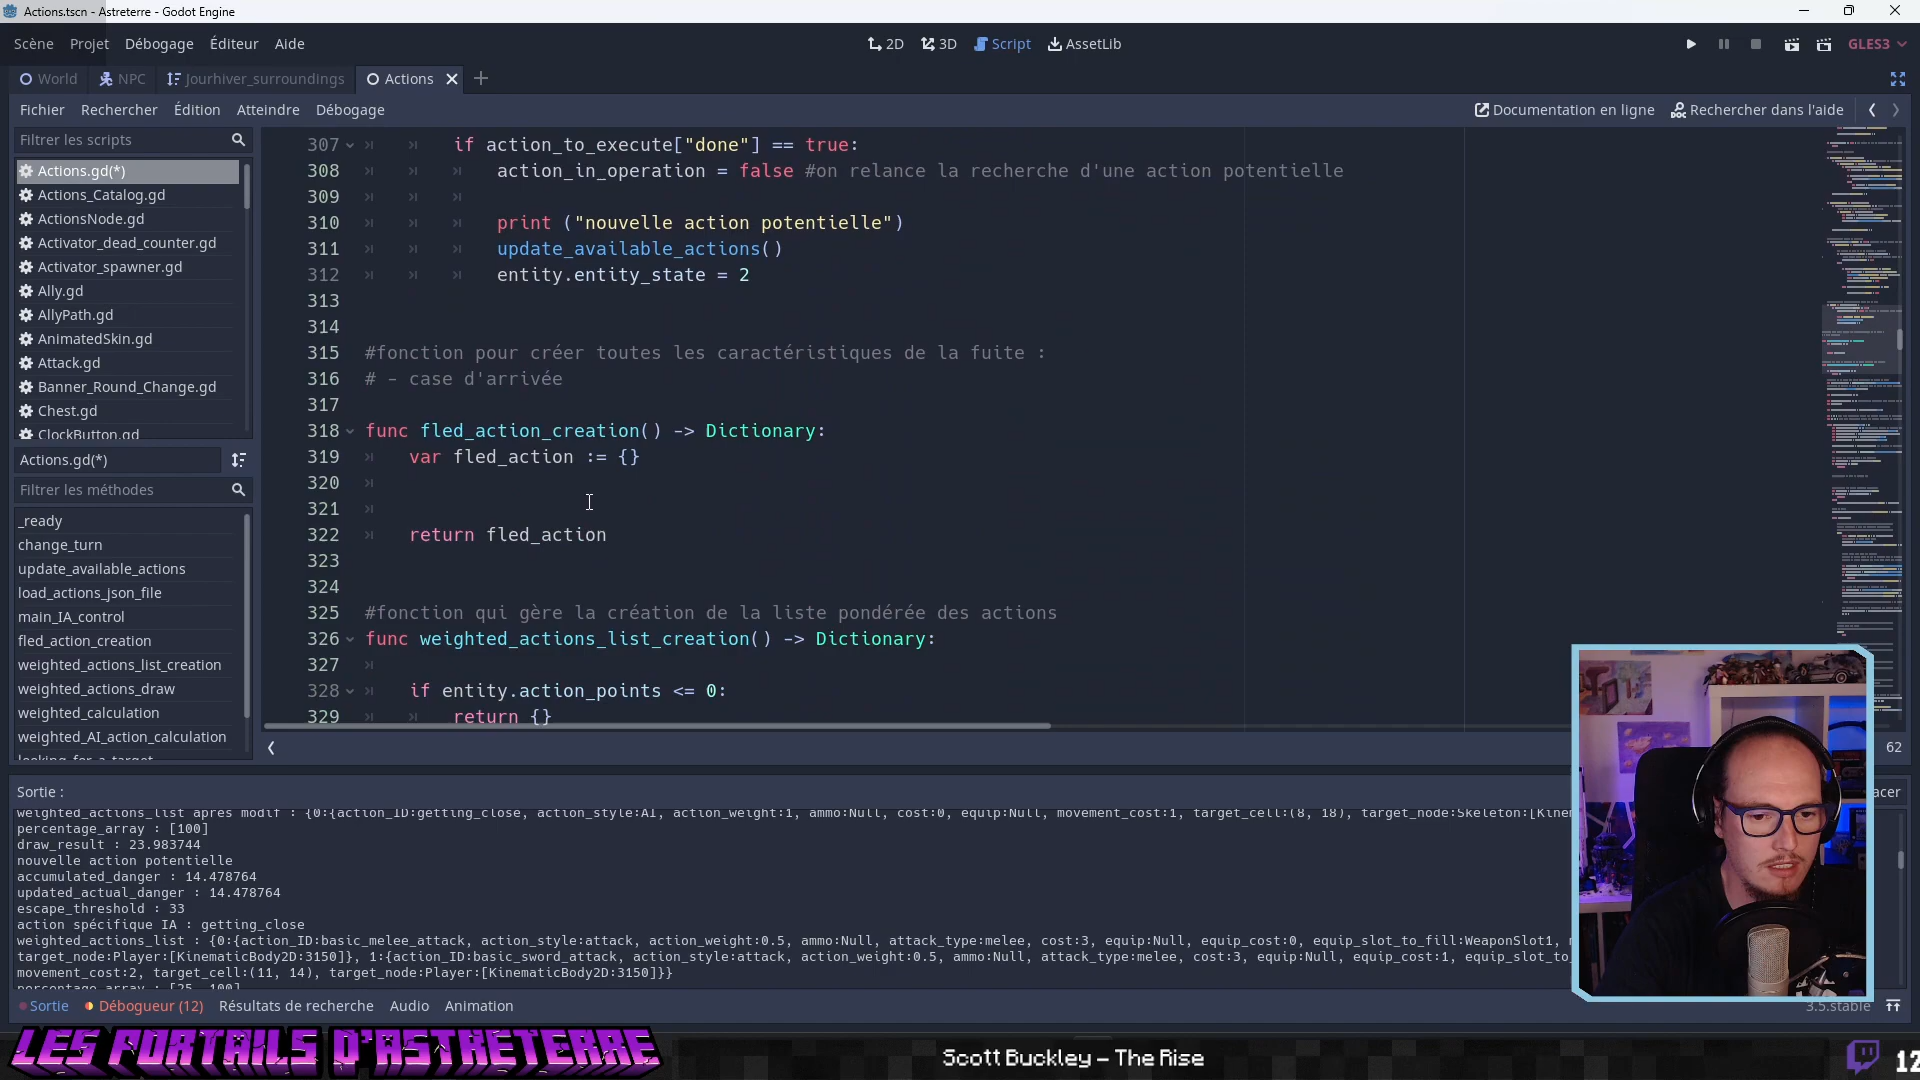 Actions.tscn - Astreterre - Godot Engine
Scène Projet Débogage Éditeur Aide
2D 3D Script AssetLib
GLES3
World NPC Jourhiver_surroundings Actions
Fichier Rechercher Édition Atteindre Débogage
Documentation en ligne Rechercher dans l'aide
Filtrer les scripts
Actions.gd(*)
Actions_Catalog.gd
ActionsNode.gd
Activator_dead_counter.gd
Activator_spawner.gd
Ally.gd
AllyPath.gd
AnimatedSkin.gd
Attack.gd
Banner_Round_Change.gd
Chest.gd
ClockButton.gd
Actions.gd(*)
Filtrer les méthodes
_ready
change_turn
update_available_actions
load_actions_json_file
main_IA_control
fled_action_creation
weighted_actions_list_creation
weighted_actions_draw
weighted_calculation
weighted_AI_action_calculation
looking_for_a_target
307 if action_to_execute["done"] == true:
308 action_in_operation = false #on relance la recherche d'une action potentielle
309
310 print ("nouvelle action potentielle")
311 update_available_actions()
312 entity.entity_state = 2
313
314
315 #fonction pour créer toutes les caractéristiques de la fuite :
316 # - case d'arrivée
317
318 func fled_action_creation() -> Dictionary:
319 var fled_action := {}
320
321
322 return fled_action
323
324
325 #fonction qui gère la création de la liste pondérée des actions
326 func weighted_actions_list_creation() -> Dictionary:
327
328 if entity.action_points <= 0:
329 return {}
62
Sortie :
acer
weighted_actions_list après modif : {0:{action_ID:getting_close, action_style:AI, action_weight:1, ammo:Null, cost:0, equip:Null, movement_cost:1, target_cell:(8, 18), target_node:Skeleton:[Kinem
percentage_array : [100]
draw_result : 23.983744
nouvelle action potentielle
accumulated_danger : 14.478764
updated_actual_danger : 14.478764
escape_threshold : 33
action spécifique IA : getting_close
weighted_actions_list : {0:{action_ID:basic_melee_attack, action_style:attack, action_weight:0.5, ammo:Null, attack_type:melee, cost:3, equip:Null, equip_cost:0, equip_slot_to_fill:WeaponSlot1,
target_node:Player:[KinematicBody2D:3150]}, 1:{action_ID:basic_sword_attack, action_style:attack, action_weight:0.5, ammo:Null, attack_type:melee, cost:3, equip:Null, equip_cost:1, equip_slot_to_
movement_cost:2, target_cell:(11, 14), target_node:Player:[KinematicBody2D:3150]}}
percentage_array : [25, 100]
Sortie Débogueur (12) Résultats de recherche Audio Animation
3.5.stable
LES PORTAILS D'ASTRETERRE
Scott Buckley – The Rise
12